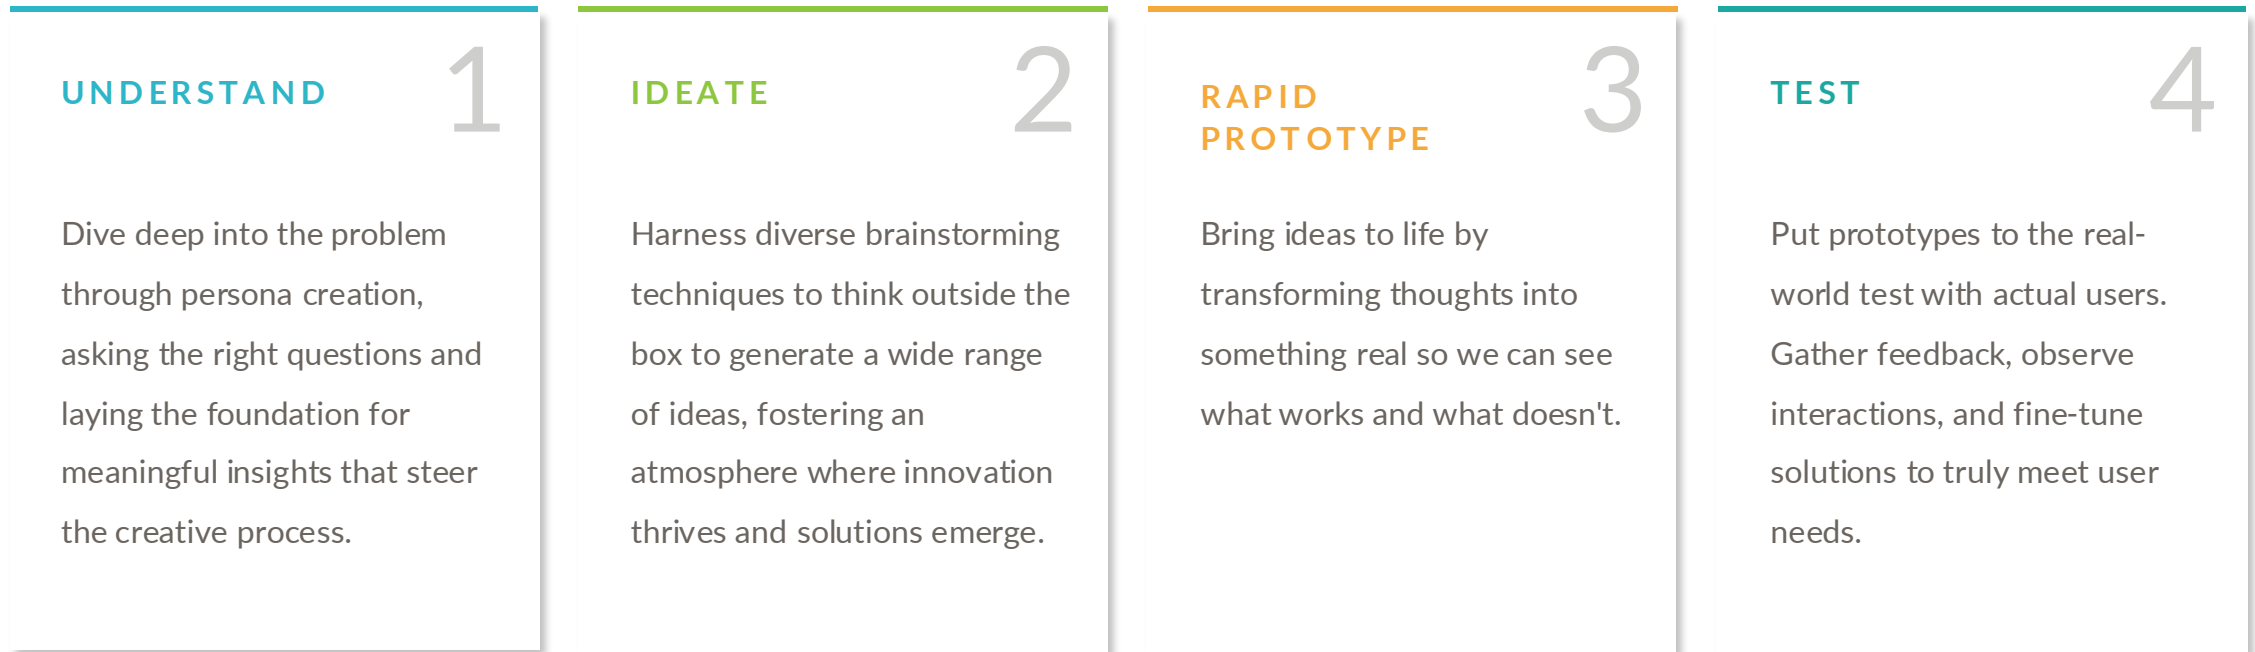 UNDERSTAND
1
Dive deep into the problem
through persona creation,
asking the right questions and
laying the foundation for
meaningful insights that steer
the creative process.
IDEATE
2
Harness diverse brainstorming
techniques to think outside the
box to generate a wide range
of ideas, fostering an
atmosphere where innovation
thrives and solutions emerge.
RAPID
PROTOTYPE
3
Bring ideas to life by
transforming thoughts into
something real so we can see
what works and what doesn't.
TEST
4
Put prototypes to the real-
world test with actual users.
Gather feedback, observe
interactions, and fine-tune
solutions to truly meet user
needs.